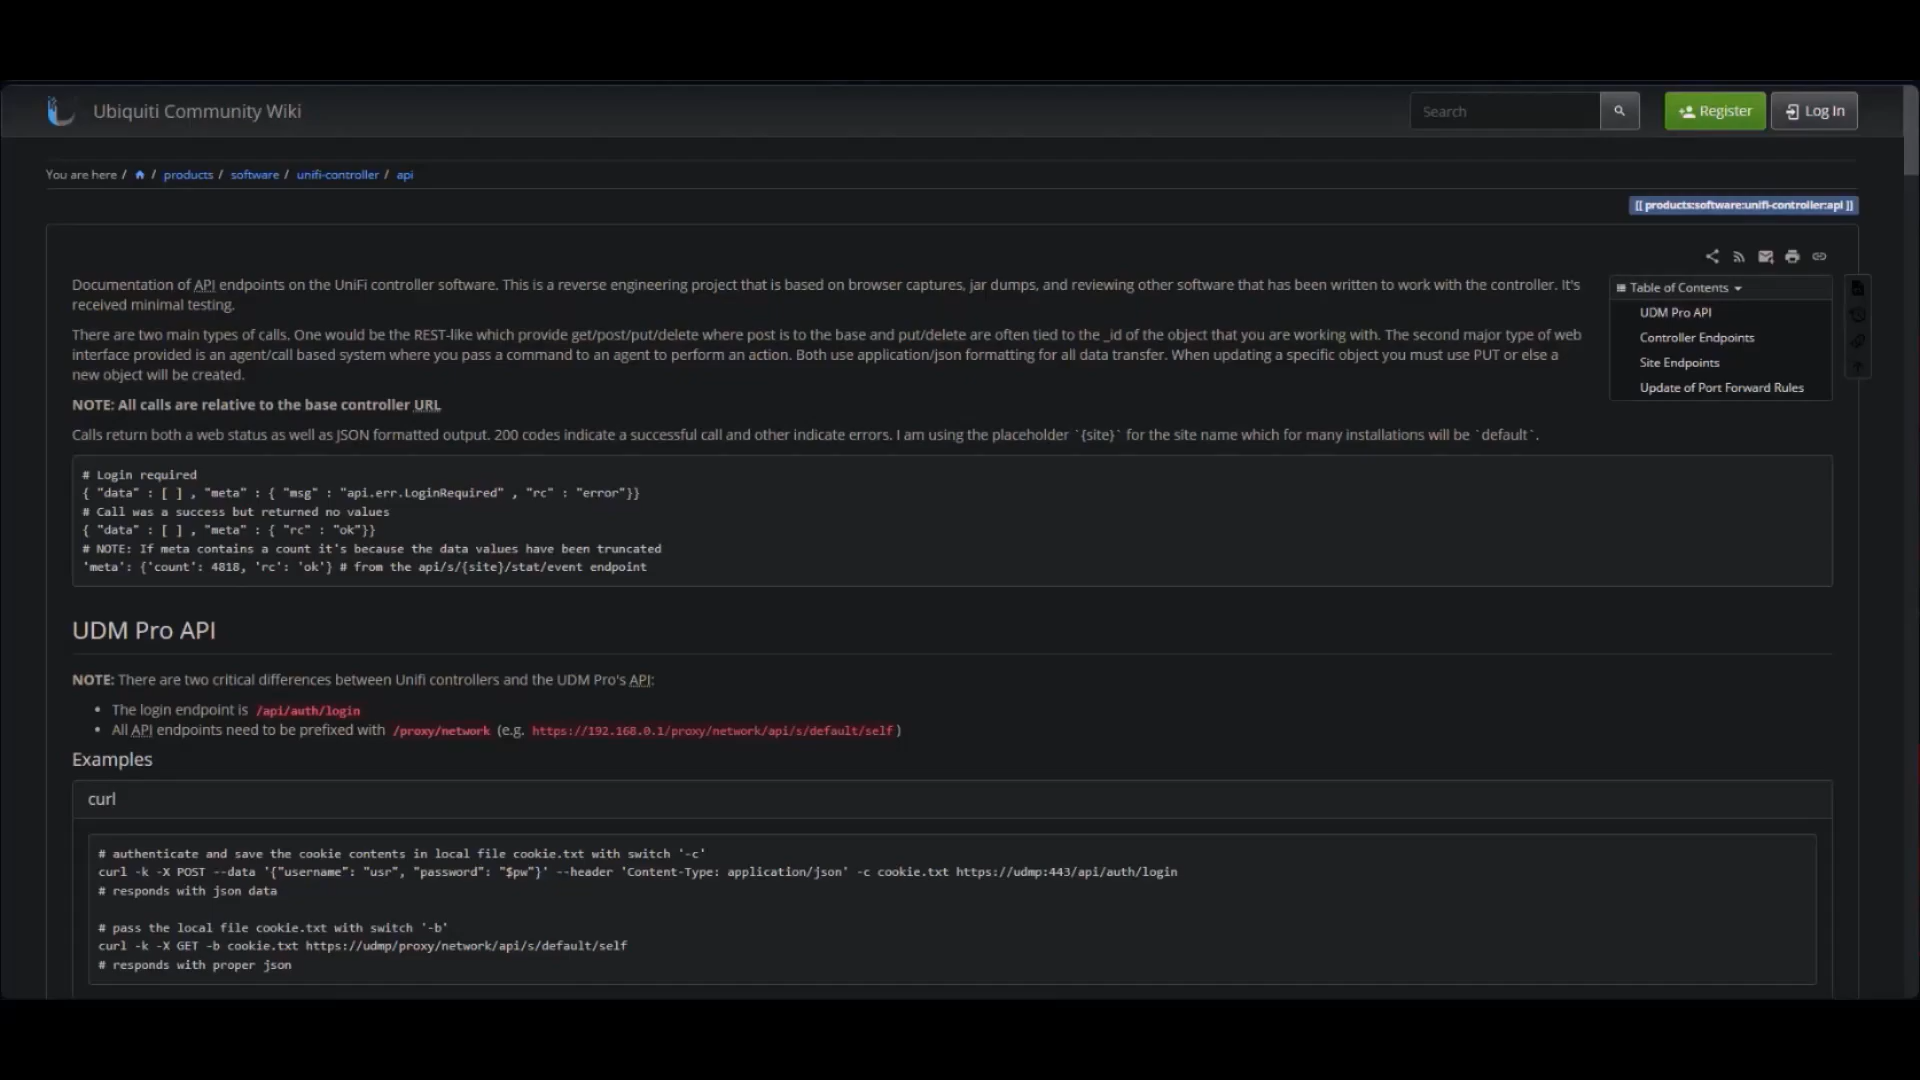 Ubiquiti Community Wiki
Search
Register
Log In
You are here / / products / software / unifi-controller / api
[[ products:software:unifi-controller:api ]]
Documentation of API endpoints on the UniFi controller software. This is a reverse engineering project that is based on browser captures, jar dumps, and reviewing other software that has been written to work with the controller. It's
received minimal testing.
Table of Contents
UDM Pro API
Controller Endpoints
Site Endpoints
Update of Port Forward Rules
There are two main types of calls. One would be the REST-like which provide get/post/put/delete where post is to the base and put/delete are often tied to the _id of the object that you are working with. The second major type of web
interface provided is an agent/call based system where you pass a command to an agent to perform an action. Both use application/json formatting for all data transfer. When updating a specific object you must use PUT or else a
new object will be created.
NOTE: All calls are relative to the base controller URL
Calls return both a web status as well as JSON formatted output. 200 codes indicate a successful call and other indicate errors. I am using the placeholder `{site}` for the site name which for many installations will be `default`.
# Login required
{ "data" : [ ] , "meta" : { "msg" : "api.err.LoginRequired" , "rc" : "error"}}
# Call was a success but returned no values
{ "data" : [ ] , "meta" : { "rc" : "ok"}}
# NOTE: If meta contains a count it's because the data values have been truncated
'meta': {'count': 4818, 'rc': 'ok'} # from the api/s/{site}/stat/event endpoint
UDM Pro API
NOTE: There are two critical differences between Unifi controllers and the UDM Pro's API:
• The login endpoint is /api/auth/login
• All API endpoints need to be prefixed with /proxy/network (e.g. https://192.168.0.1/proxy/network/api/s/default/self)
Examples
curl
# authenticate and save the cookie contents in local file cookie.txt with switch '-c'
curl -k -X POST --data '{"username": "usr", "password": "$pw"}' --header 'Content-Type: application/json' -c cookie.txt https://udmp:443/api/auth/login
# responds with json data
# pass the local file cookie.txt with switch '-b'
curl -k -X GET -b cookie.txt https://udmp/proxy/network/api/s/default/self
# responds with proper json